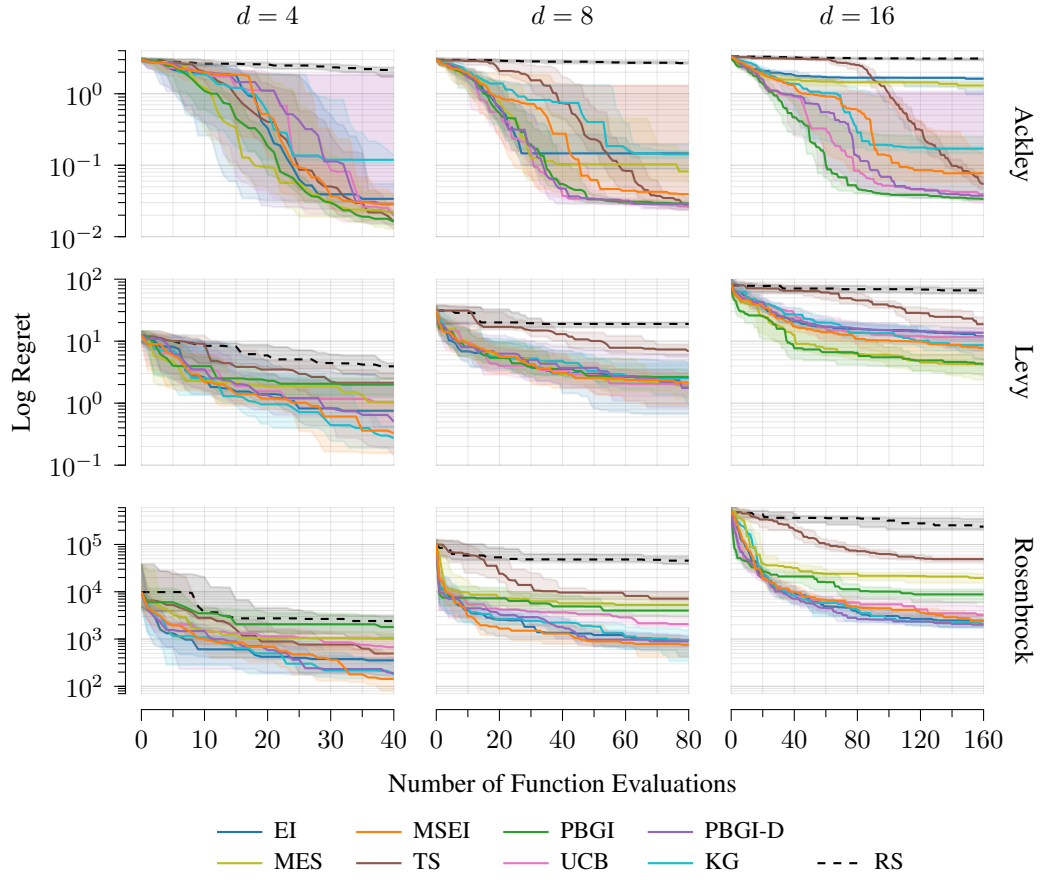 d = 4 d = 8 d = 16
10^0
10^{-1}
10^{-2}
Ackley
10^2
10^1
10^0
10^{-1}
Levy
Log Regret
10^5
10^4
10^3
10^2
Rosenbrock
0 10 20 30 40 0 20 40 60 80 0 40 80 120 160
Number of Function Evaluations
EI MSEI PBGI PBGI-D
MES TS UCB KG RS